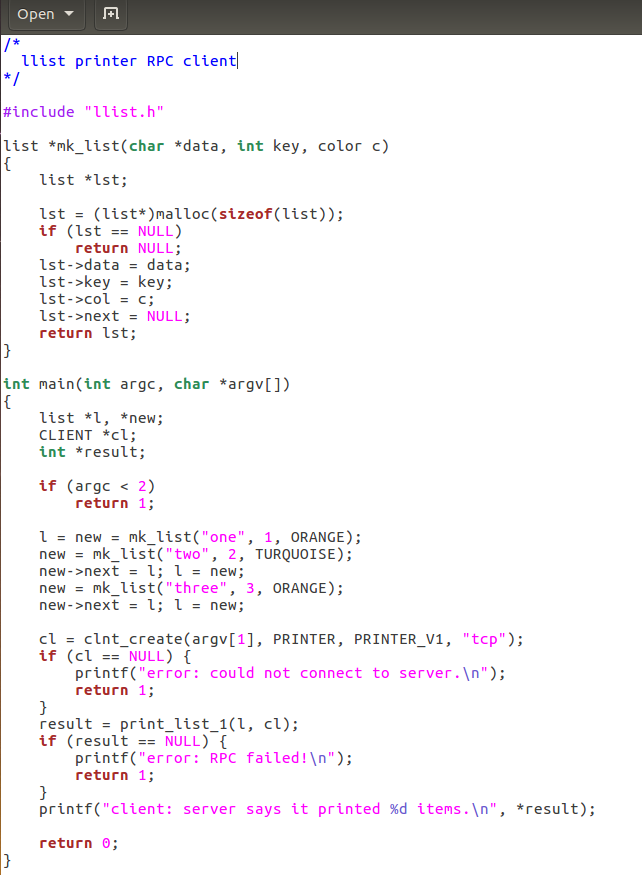 Open
/*
  llist printer RPC client
*/

#include "llist.h"

list *mk_list(char *data, int key, color c)
{
    list *lst;

    lst = (list*)malloc(sizeof(list));
    if (lst == NULL)
        return NULL;
    lst->data = data;
    lst->key = key;
    lst->col = c;
    lst->next = NULL;
    return lst;
}

int main(int argc, char *argv[])
{
    list *l, *new;
    CLIENT *cl;
    int *result;

    if (argc < 2)
        return 1;

    l = new = mk_list("one", 1, ORANGE);
    new = mk_list("two", 2, TURQUOISE);
    new->next = l; l = new;
    new = mk_list("three", 3, ORANGE);
    new->next = l; l = new;

    cl = clnt_create(argv[1], PRINTER, PRINTER_V1, "tcp");
    if (cl == NULL) {
        printf("error: could not connect to server.\n");
        return 1;
    }
    result = print_list_1(l, cl);
    if (result == NULL) {
        printf("error: RPC failed!\n");
        return 1;
    }
    printf("client: server says it printed %d items.\n", *result);

    return 0;
}